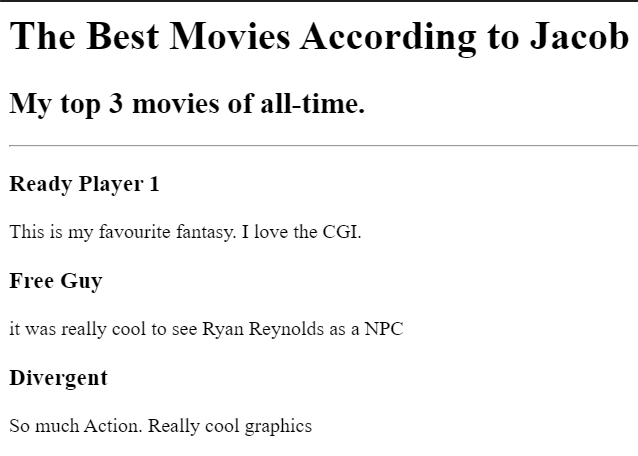 The Best Movies According to Jacob
My top 3 movies of all-time.
Ready Player 1
This is my favourite fantasy. I love the CGI.
Free Guy
it was really cool to see Ryan Reynolds as a NPC
Divergent
So much Action. Really cool graphics